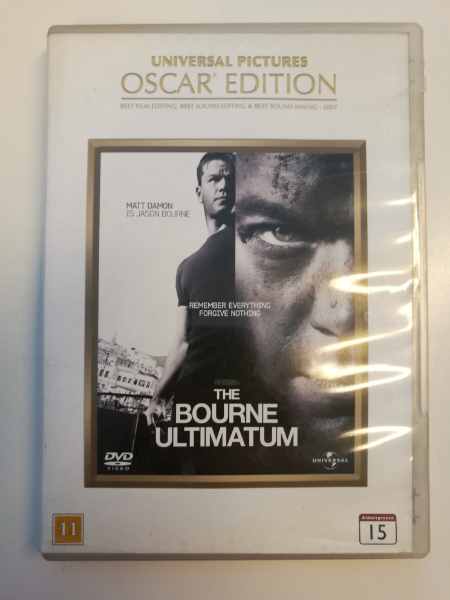 UNIVERSAL PICTURES
OSCAR® EDITION
BEST FILM EDITING, BEST SOUND EDITING & BEST SOUND MIXING - 2007
MATT DAMON
IS JASON BOURNE
REMEMBER EVERYTHING
FORGIVE NOTHING
THE
BOURNE
ULTIMATUM
DVD
VIDEO
UNIVERSAL
11
Aldersgrense
15